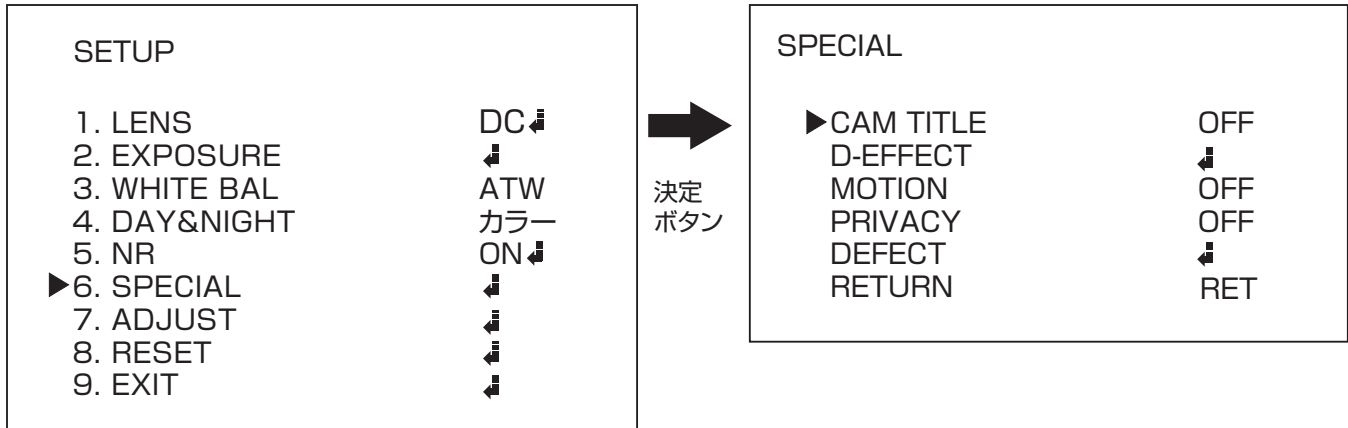 SETUP
1. LENS DC↲
2. EXPOSURE ↲
3. WHITE BAL ATW
4. DAY&NIGHT カラー
5. NR ON↲
▶6. SPECIAL ↲
7. ADJUST ↲
8. RESET ↲
9. EXIT ↲
決定
ボタン
SPECIAL
▶CAM TITLE OFF
D-EFFECT ↲
MOTION OFF
PRIVACY OFF
DEFECT ↲
RETURN RET